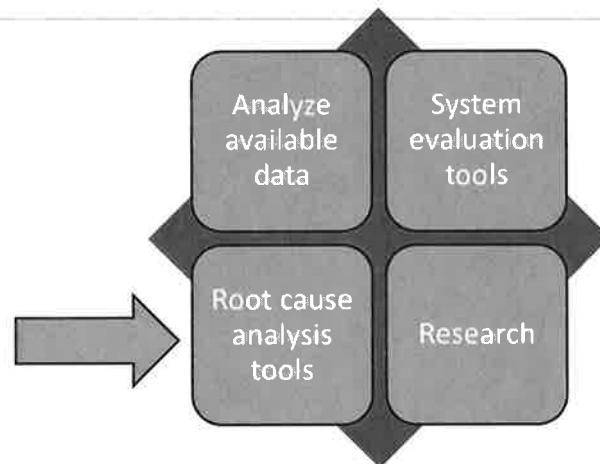 Analyze
available
data
System
evaluation
tools
Root cause
analysis
tools
Research